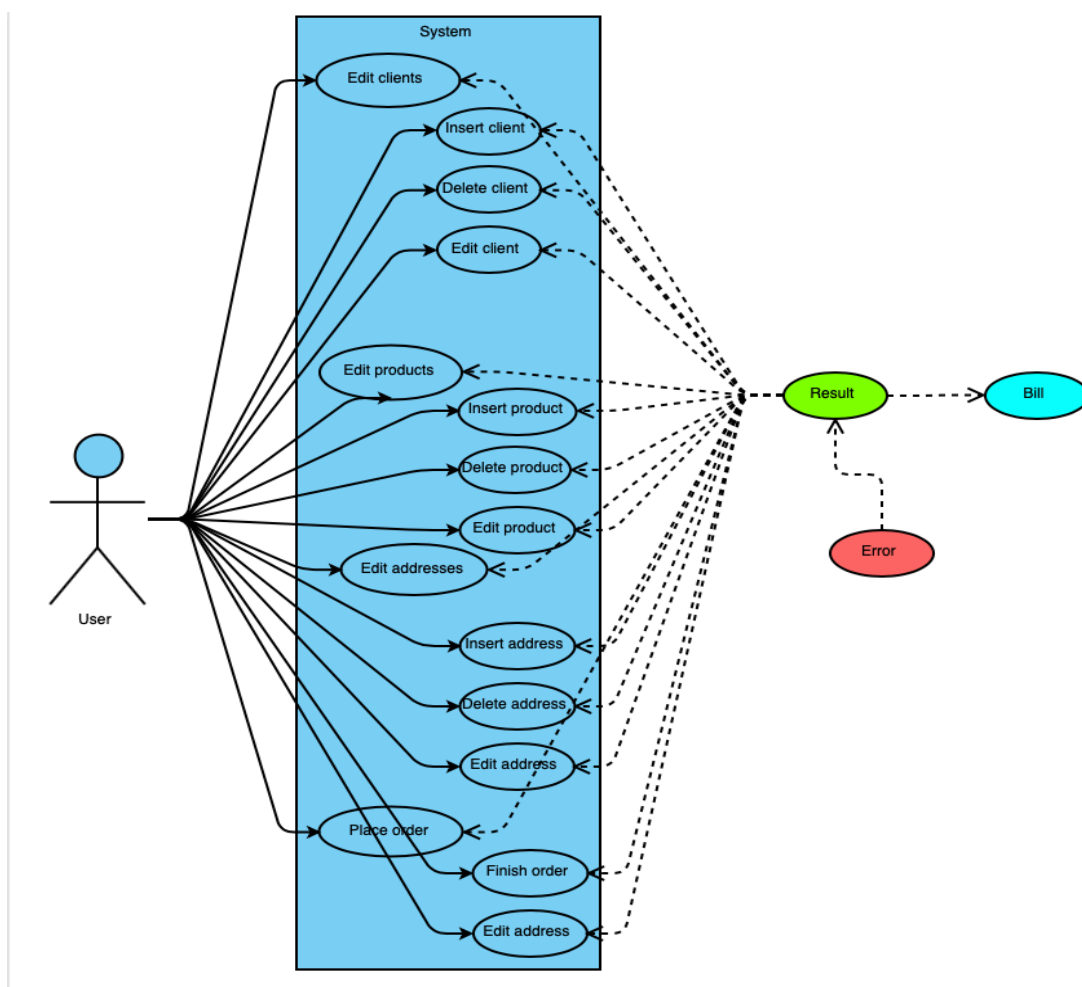 System
Edit clients
Insert client
Delete client
Edit client
Edit products
Insert product
Delete product
Edit product
Edit addresses
Insert address
Delete address
Edit address
Place order
Finish order
Edit address
User
Result
Bill
Error